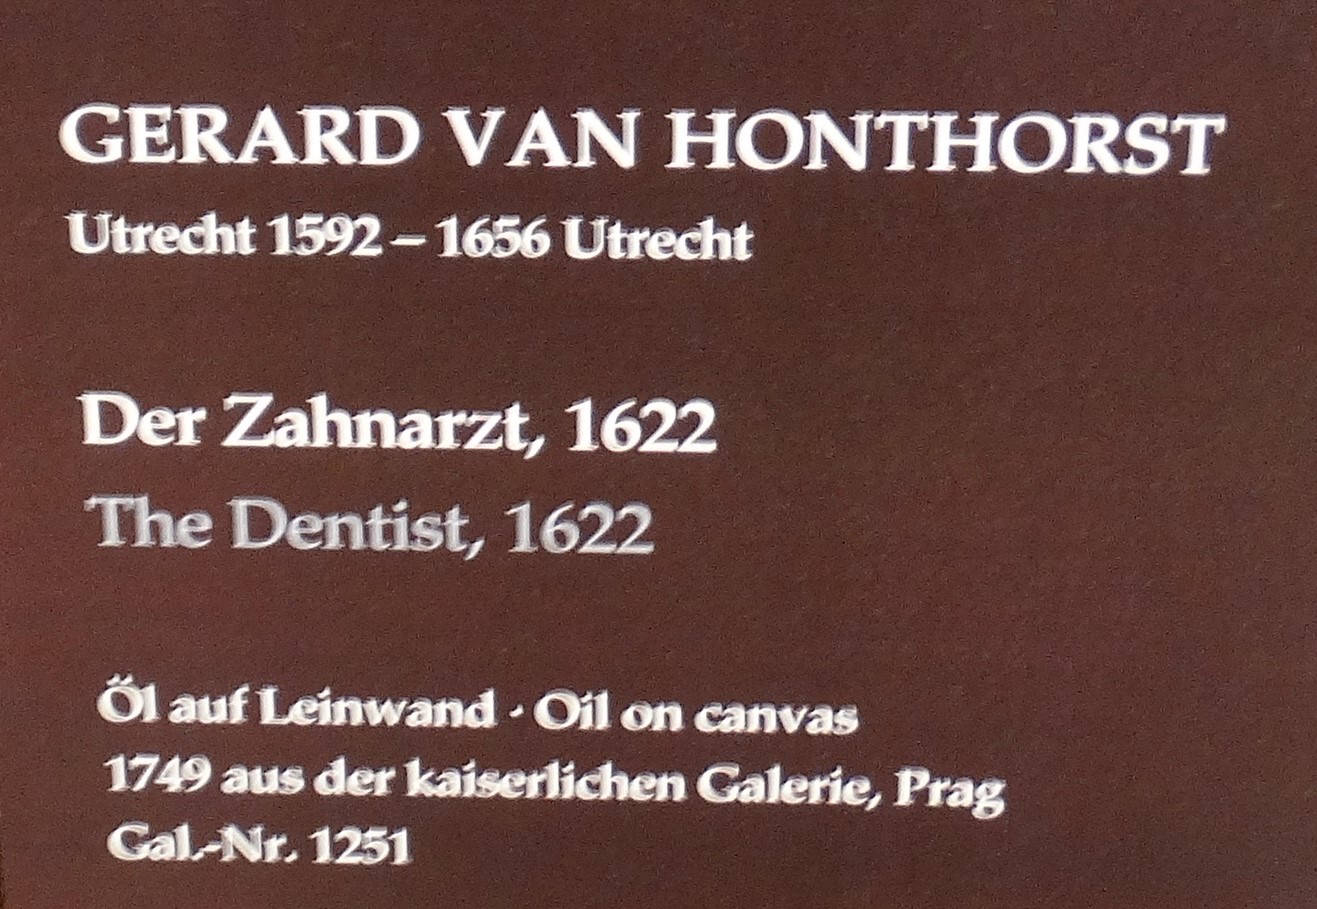 GERARD VAN HONTHORST
Utrecht 1592 – 1656 Utrecht
Der Zahnarzt, 1622
The Dentist, 1622
Öl auf Leinwand · Oil on canvas
1749 aus der kaiserlichen Galerie, Prag
Gal.-Nr. 1251